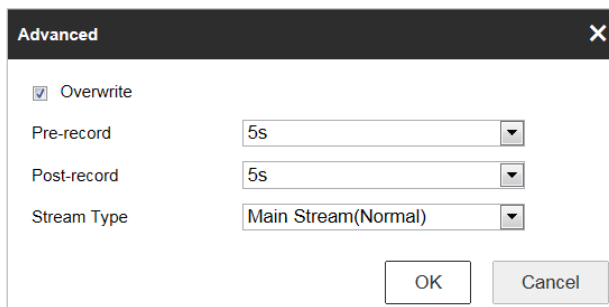 Advanced
Overwrite
Pre-record 5s
Post-record 5s
Stream Type Main Stream(Normal)
OK Cancel